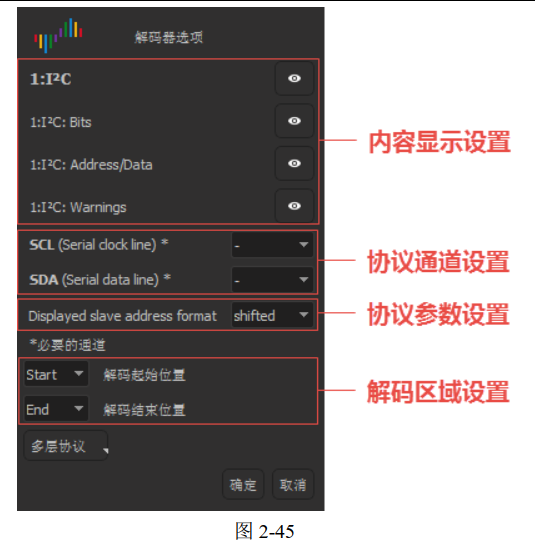 解码器选项
1:I²C
1:I²C: Bits
1:I²C: Address/Data
1:I²C: Warnings
内容显示设置
SCL (Serial clock line) * -
SDA (Serial data line) * -
协议通道设置
Displayed slave address format shifted
协议参数设置
*必要的通道
Start 解码起始位置
End 解码结束位置
解码区域设置
多层协议
确定 取消
图 2-45